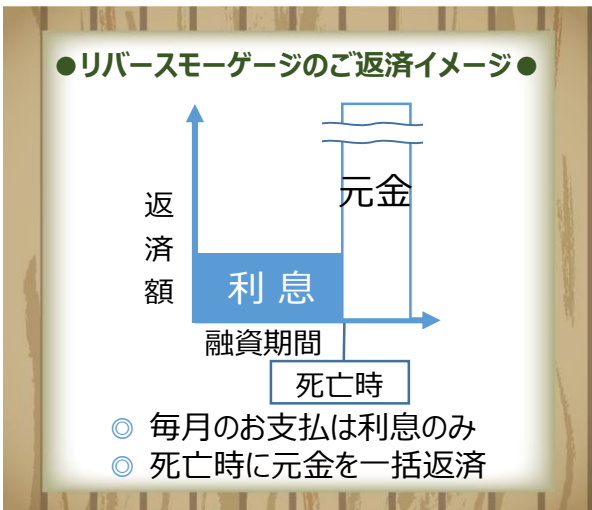 ●リバースモーゲージのご返済イメージ●
元金
返済額
利息
融資期間
死亡時
◎ 毎月のお支払は利息のみ
◎ 死亡時に元金を一括返済